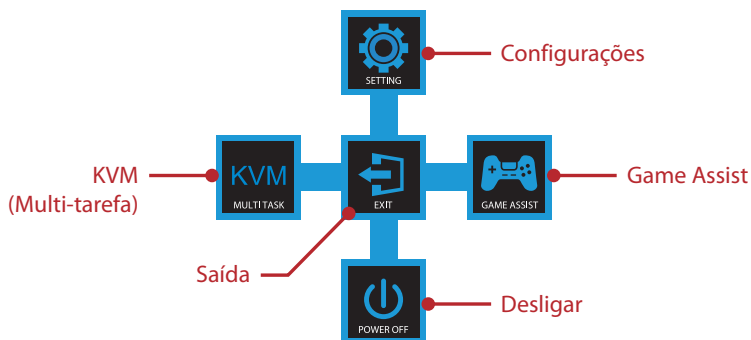 SETTING
Configurações
KVM
(Multi-tarefa)
KVM
MULTI TASK
EXIT
GAME ASSIST
Game Assist
Saída
POWER OFF
Desligar